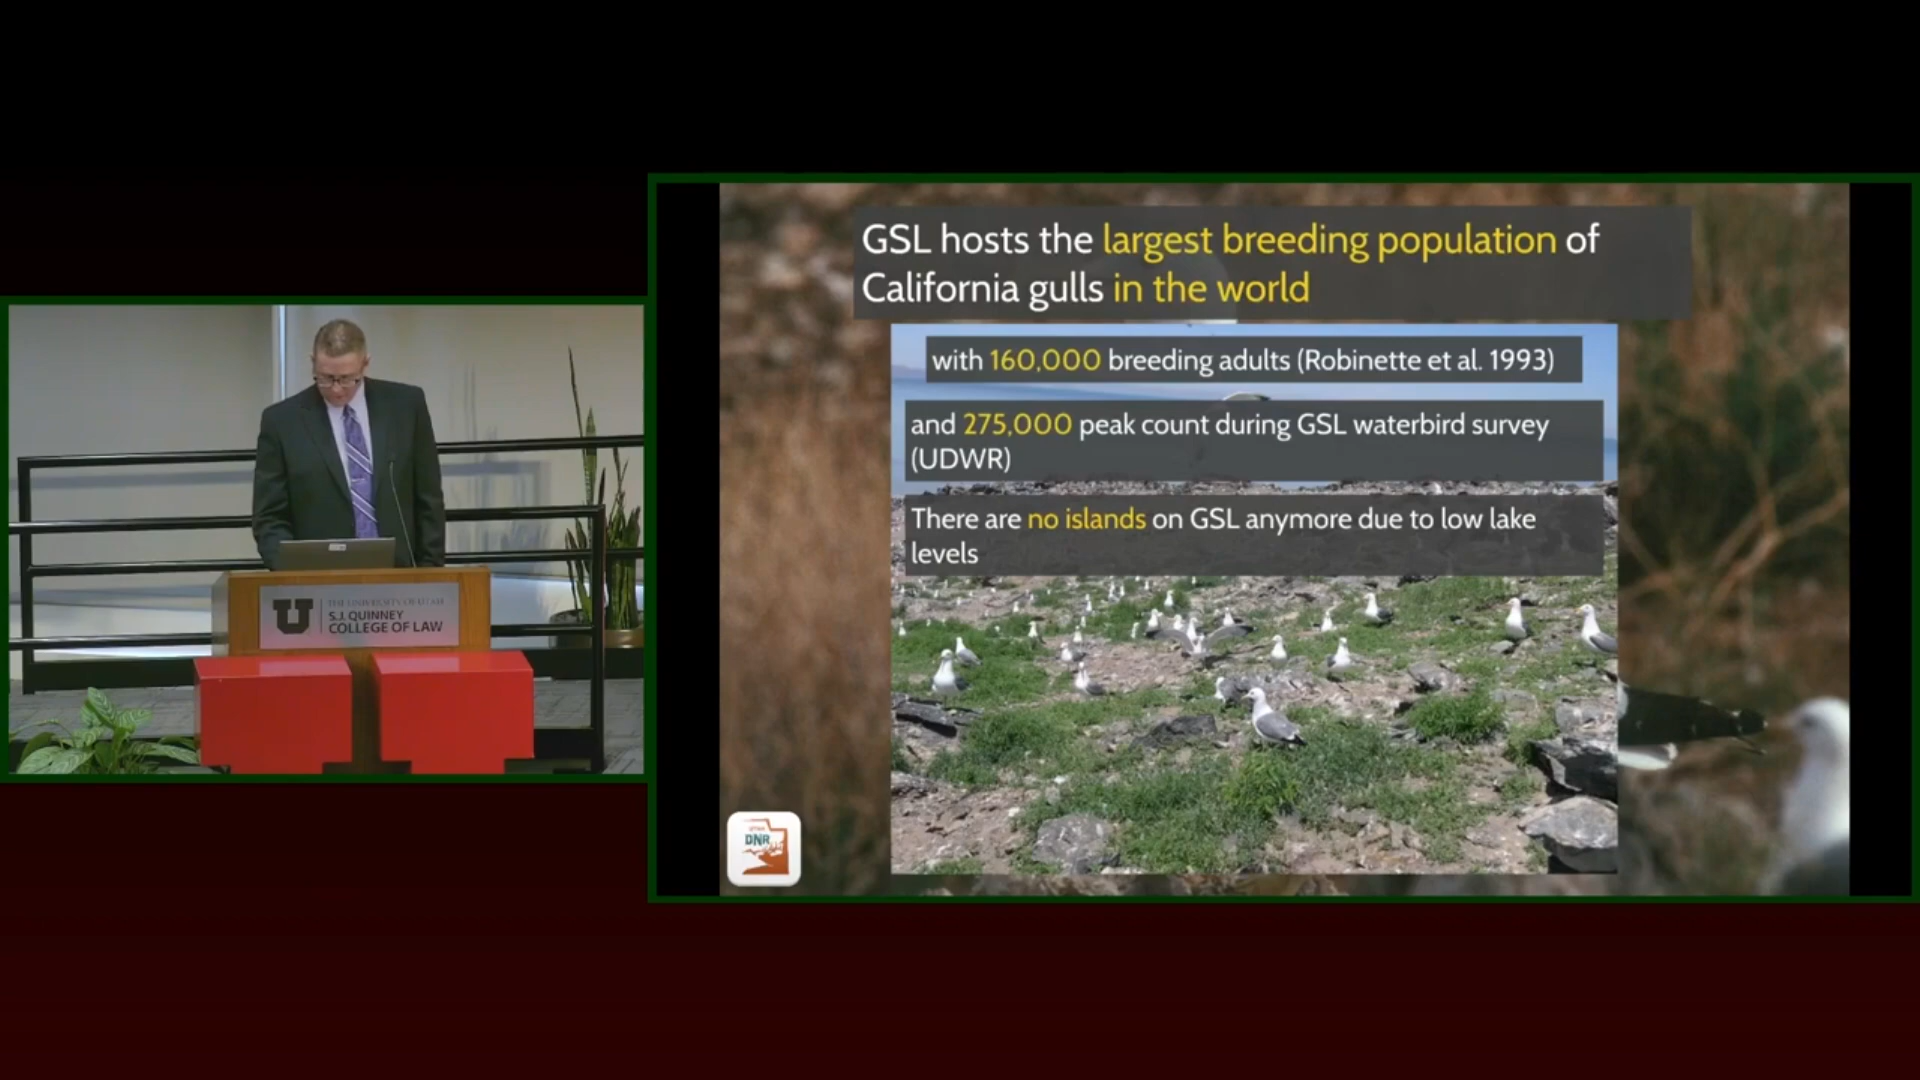 GSL hosts the largest breeding population of
California gulls in the world
with 160,000 breeding adults (Robinette et al. 1993)
and 275,000 peak count during GSL waterbird survey
(UDWR)
There are no islands on GSL anymore due to low lake
levels
UTAH
DNR
U
THE UNIVERSITY OF UTAH
S.J. QUINNEY
COLLEGE OF LAW